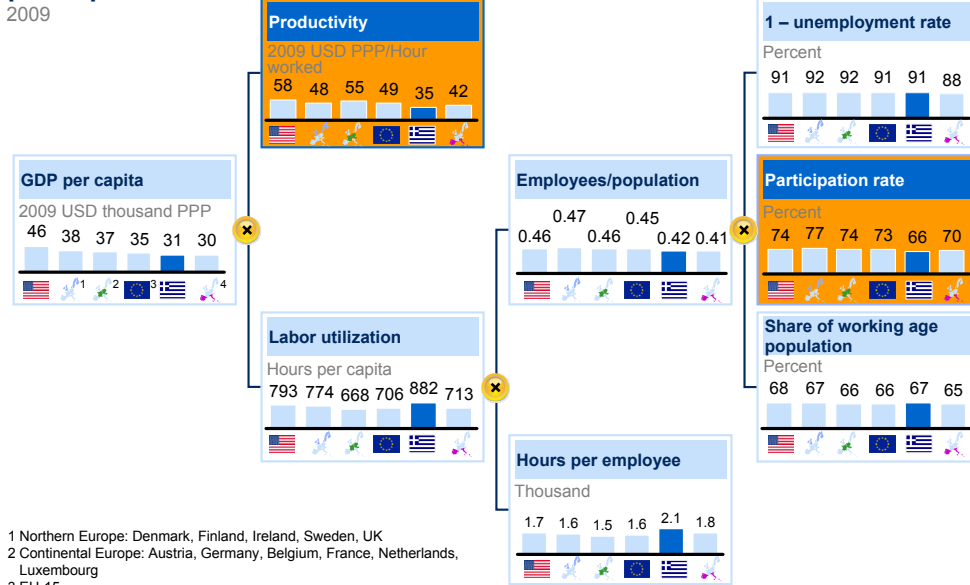 2009
Productivity
2009 USD PPP/Hour
worked
58 48 55 49 35 42
1 – unemployment rate
Percent
91 92 92 91 91 88
GDP per capita
2009 USD thousand PPP
46 38 37 35 31 30
1 2 3 4
Employees/population
0.46 0.47 0.46 0.45 0.42 0.41
Participation rate
Percent
74 77 74 73 66 70
Labor utilization
Hours per capita
793 774 668 706 882 713
Share of working age
population
Percent
68 67 66 66 67 65
Hours per employee
Thousand
1.7 1.6 1.5 1.6 2.1 1.8
1 Northern Europe: Denmark, Finland, Ireland, Sweden, UK
2 Continental Europe: Austria, Germany, Belgium, France, Netherlands,
Luxembourg